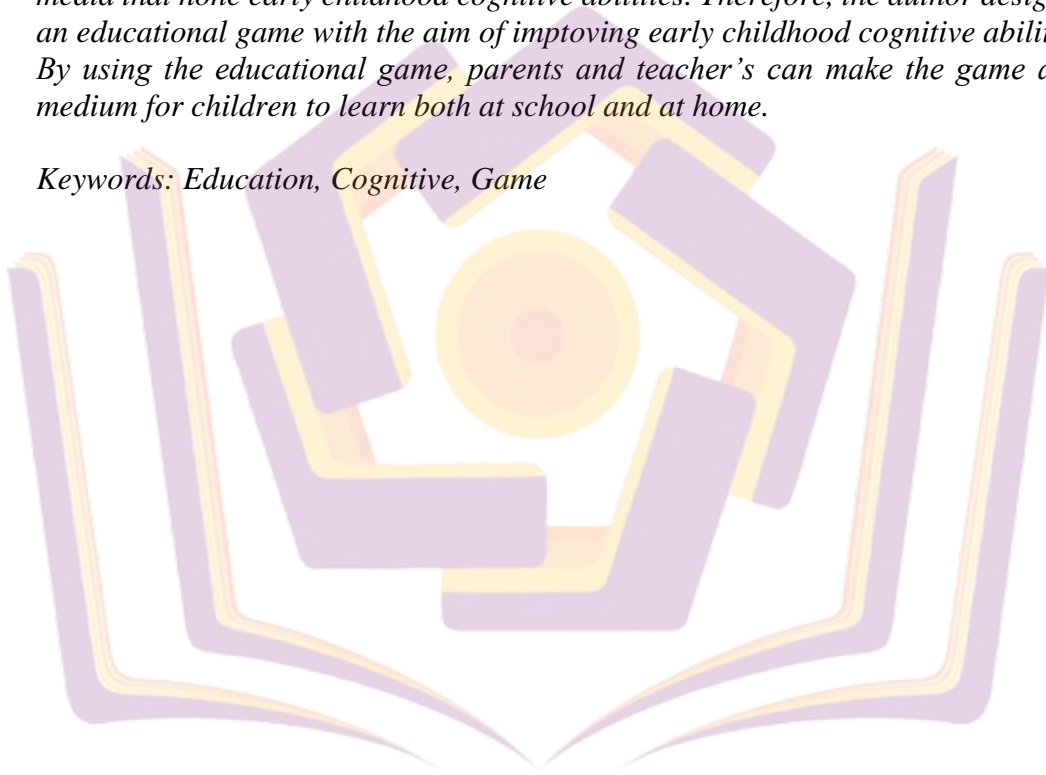 media that hone early childhood cognitive abilities. Therefore, the author desig
an educational game with the aim of imptoving early childhood cognitive abilit
By using the educational game, parents and teacher's can make the game a
medium for children to learn both at school and at home.
Keywords: Education, Cognitive, Game